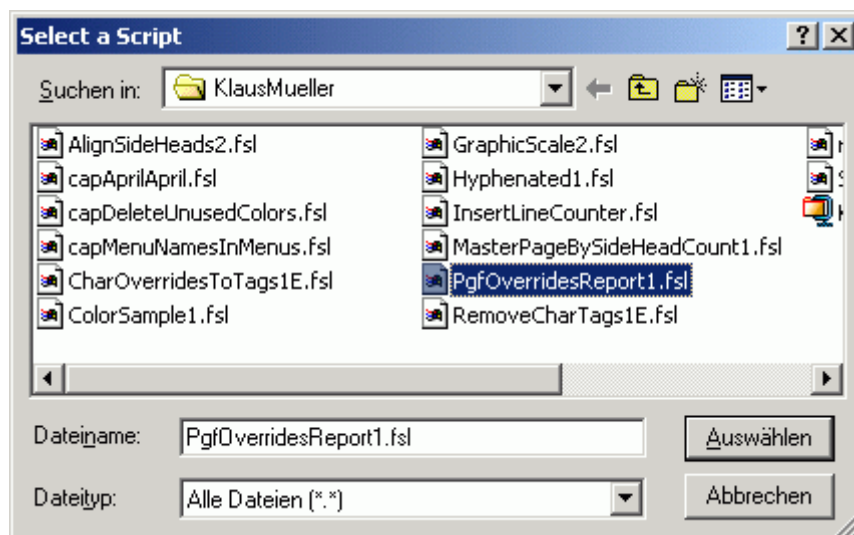 Select a Script
Suchen in: KlausMueller
AlignSideHeads2.fsl
capAprilApril.fsl
capDeleteUnusedColors.fsl
capMenuNamesInMenus.fsl
CharOverridesToTags1E.fsl
ColorSample1.fsl
GraphicScale2.fsl
Hyphenated1.fsl
InsertLineCounter.fsl
MasterPageBySideHeadCount1.fsl
PgfOverridesReport1.fsl
RemoveCharTags1E.fsl
Dateiname: PgfOverridesReport1.fsl Auswählen
Dateityp: Alle Dateien (*.*) Abbrechen